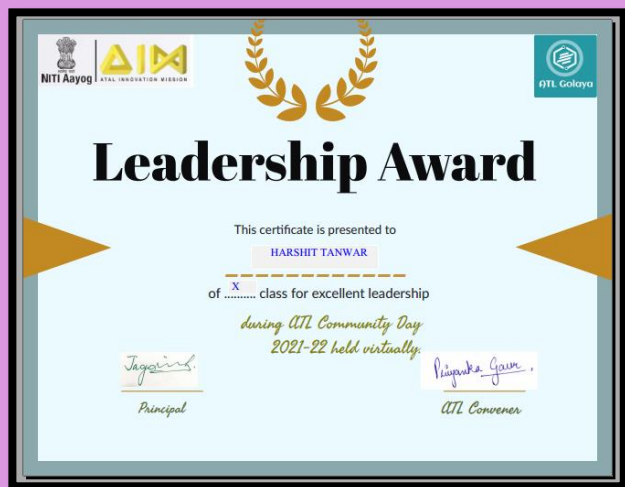 NITI Aayog
AIM
ATAL INNOVATION MISSION
ATL Golaya
Leadership Award
This certificate is presented to
HARSHIT TANWAR
of ..X........ class for excellent leadership
during ATL Community Day
2021-22 held virtually.
Priyanka Gaur.
Principal
ATL Convener